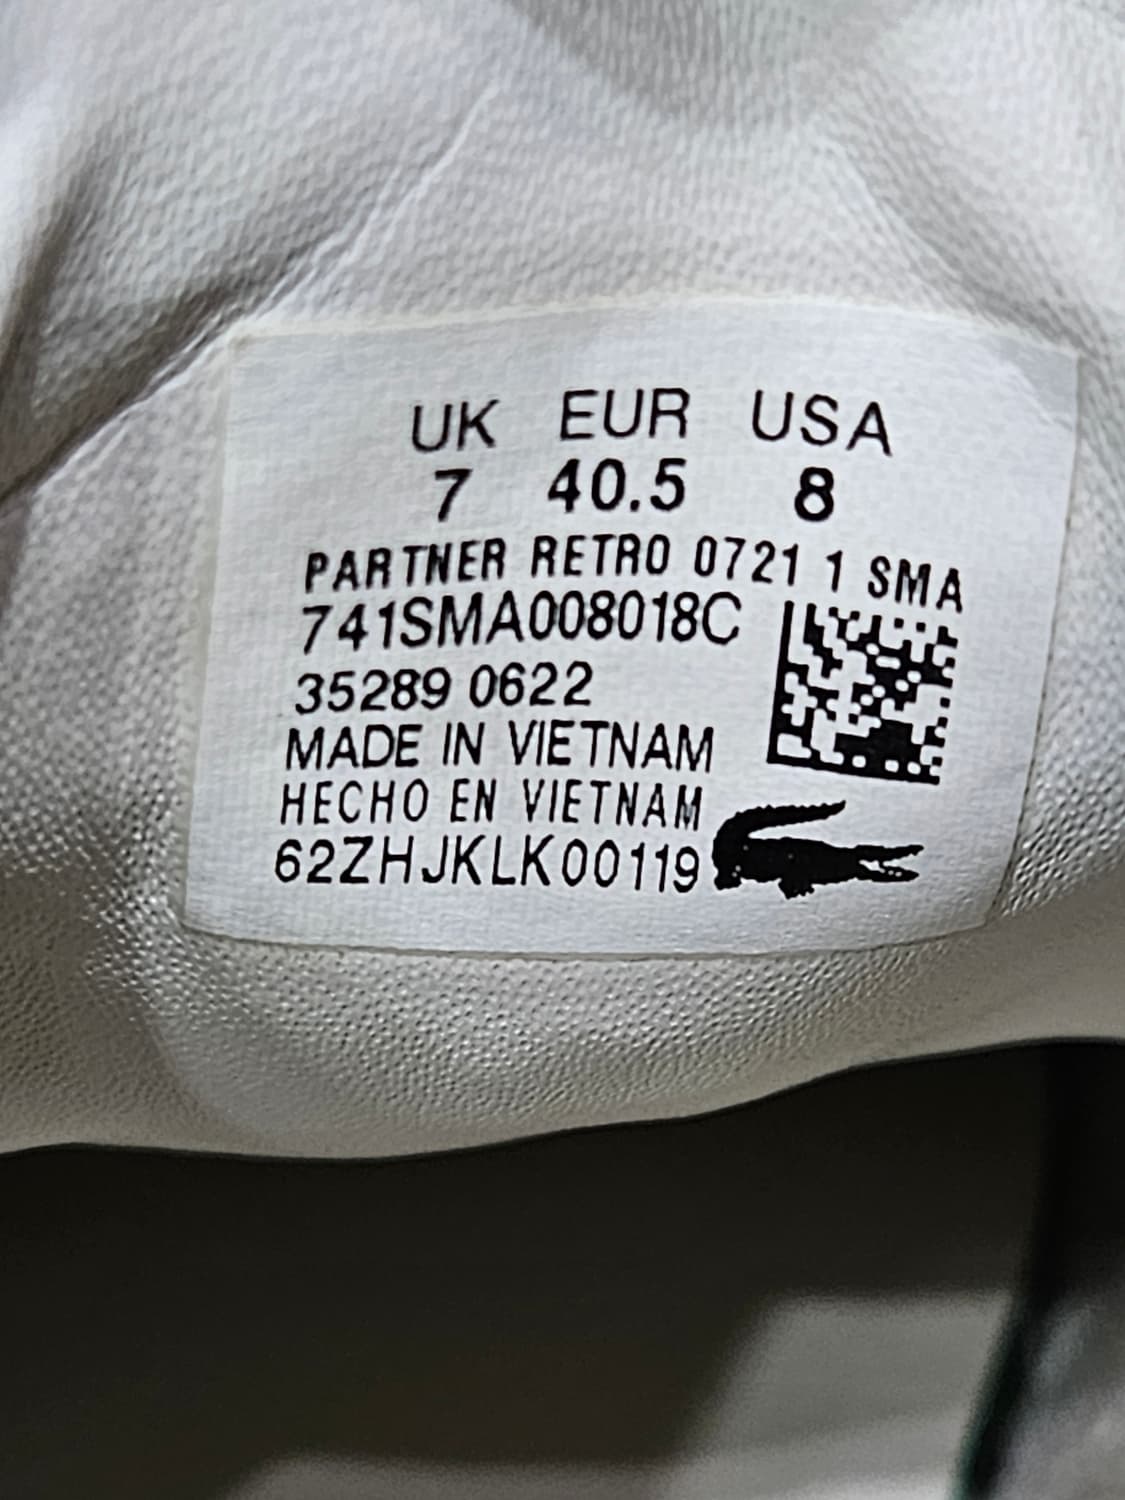 UK EUR USA
7 40.5 8
PARTNER RETRO 0721 1 SMA
741SMA008018C
35289 0622
MADE IN VIETNAM
HECHO EN VIETNAM
62ZHJKLK00119